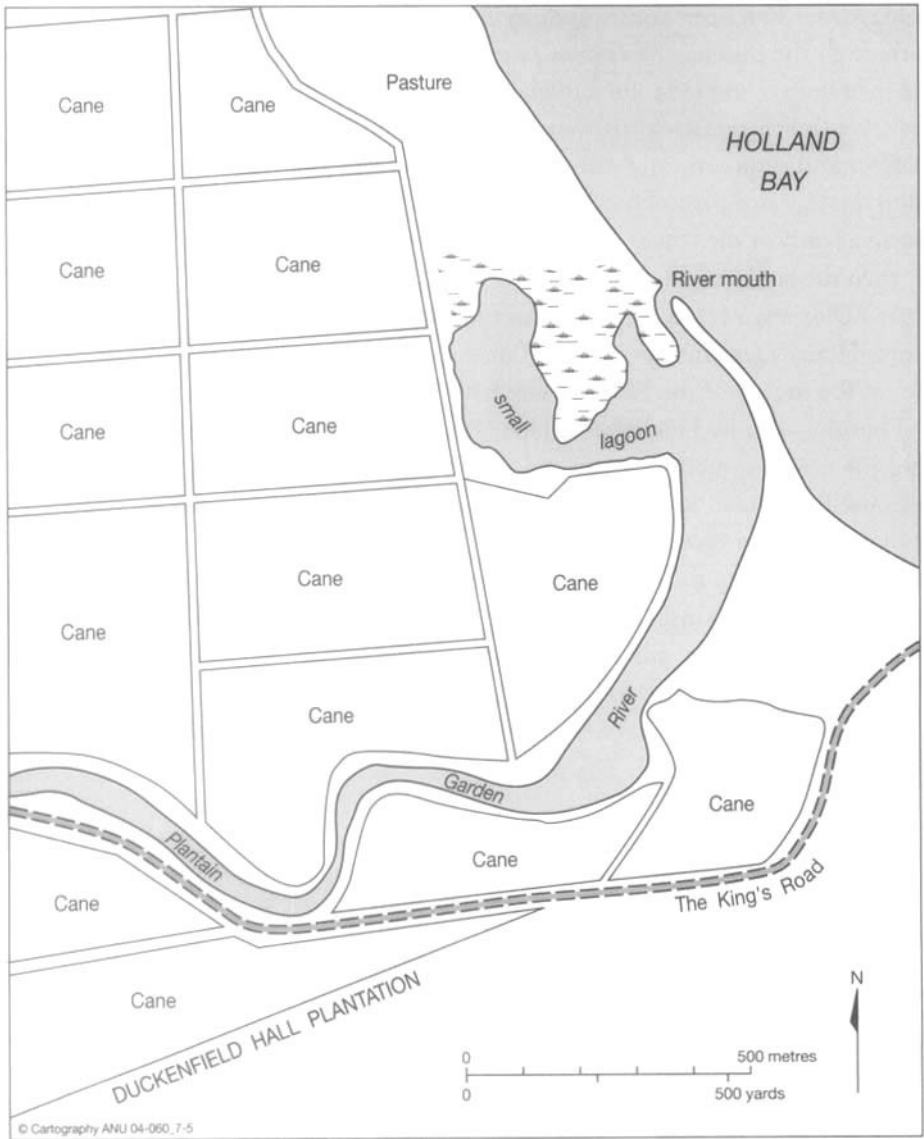 Pasture
Cane
Cane
HOLLAND
BAY
Cane
Cane
River mouth
Cane
Cane
small
lagoon
Cane
Cane
Cane
Cane
River
Garden
Cane
Plantain
Cane
The King's Road
Cane
Cane
DUCKENFIELD HALL PLANTATION
N
0 500 metres
0 500 yards
© Cartography ANU 04-060_7-5